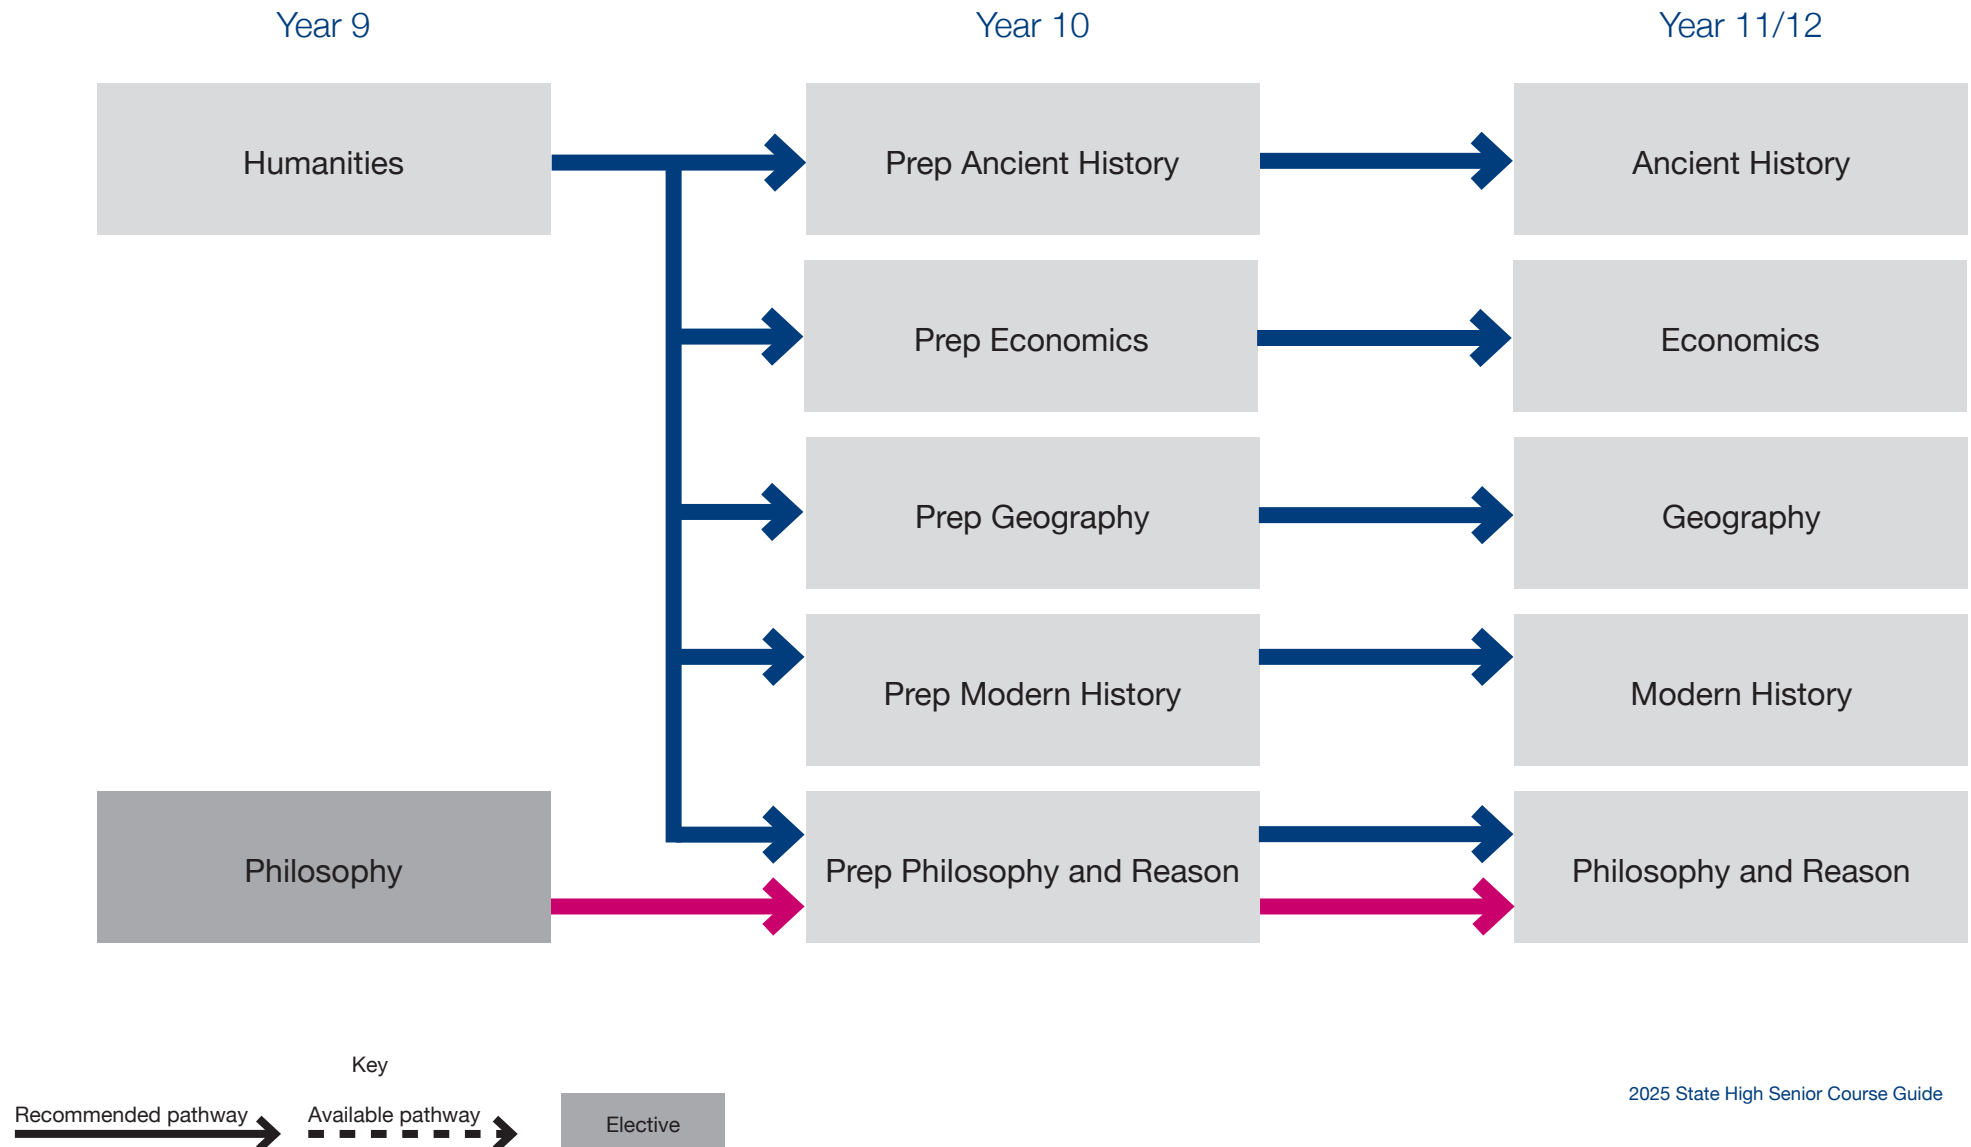 Year 9
Year 10
Year 11/12
Humanities
Prep Ancient History
Ancient History
Prep Economics
Economics
Prep Geography
Geography
Prep Modern History
Modern History
Philosophy
Prep Philosophy and Reason
Philosophy and Reason
Key
Recommended pathway
Available pathway
Elective
2025 State High Senior Course Guide